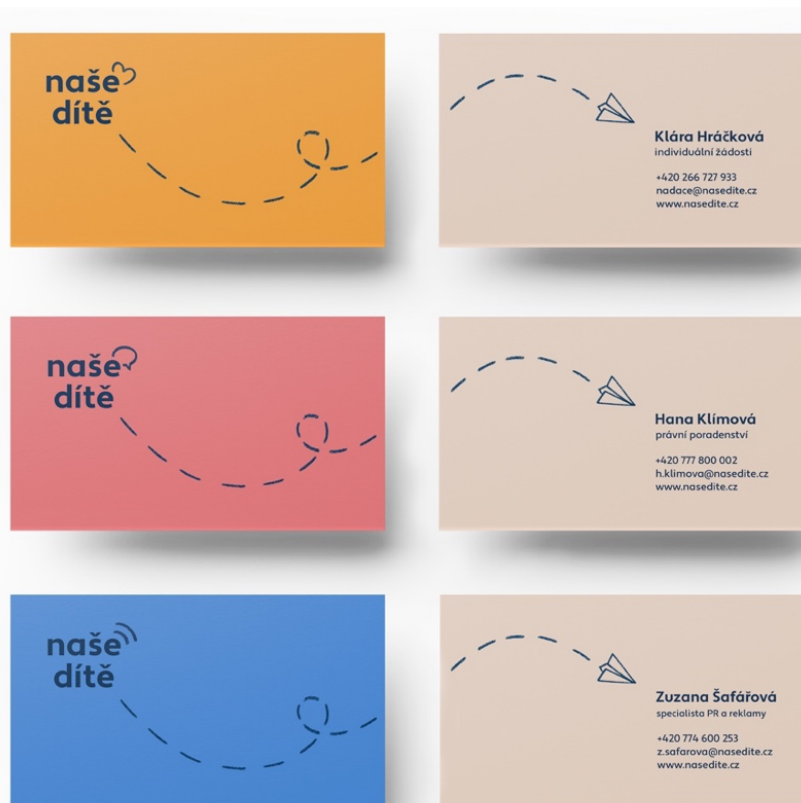 naše
dítě
Klára Hráčková
individuální žádosti
+420 266 727 933
nadace@nasedite.cz
www.nasedite.cz
naše
dítě
Hana Klímová
právní poradenství
+420 777 800 002
h.klimova@nasedite.cz
www.nasedite.cz
naše
dítě
Zuzana Šafářová
specialista PR a reklamy
+420 774 600 253
z.safarova@nasedite.cz
www.nasedite.cz